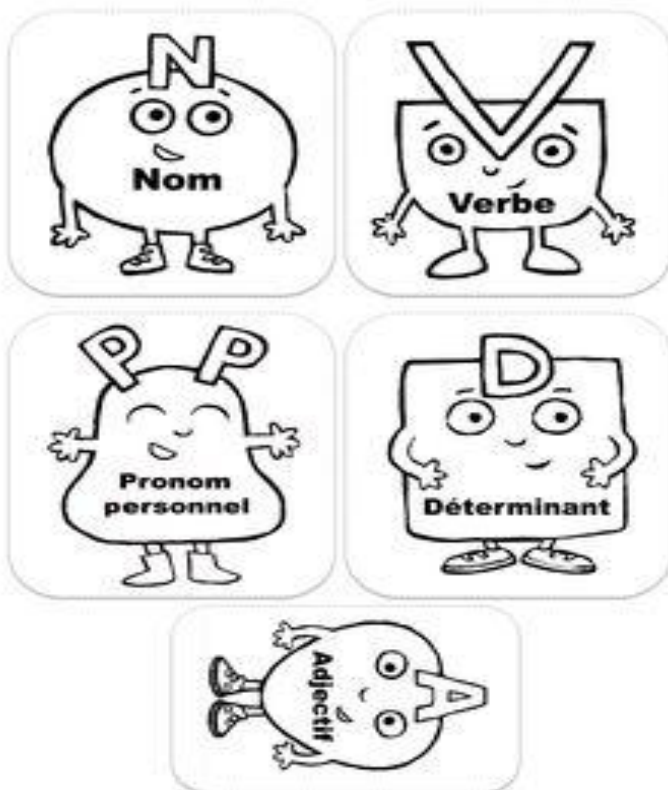 N
Nom
V
Verbe
P P
Pronom
personnel
D
Déterminant
A
Adjectif